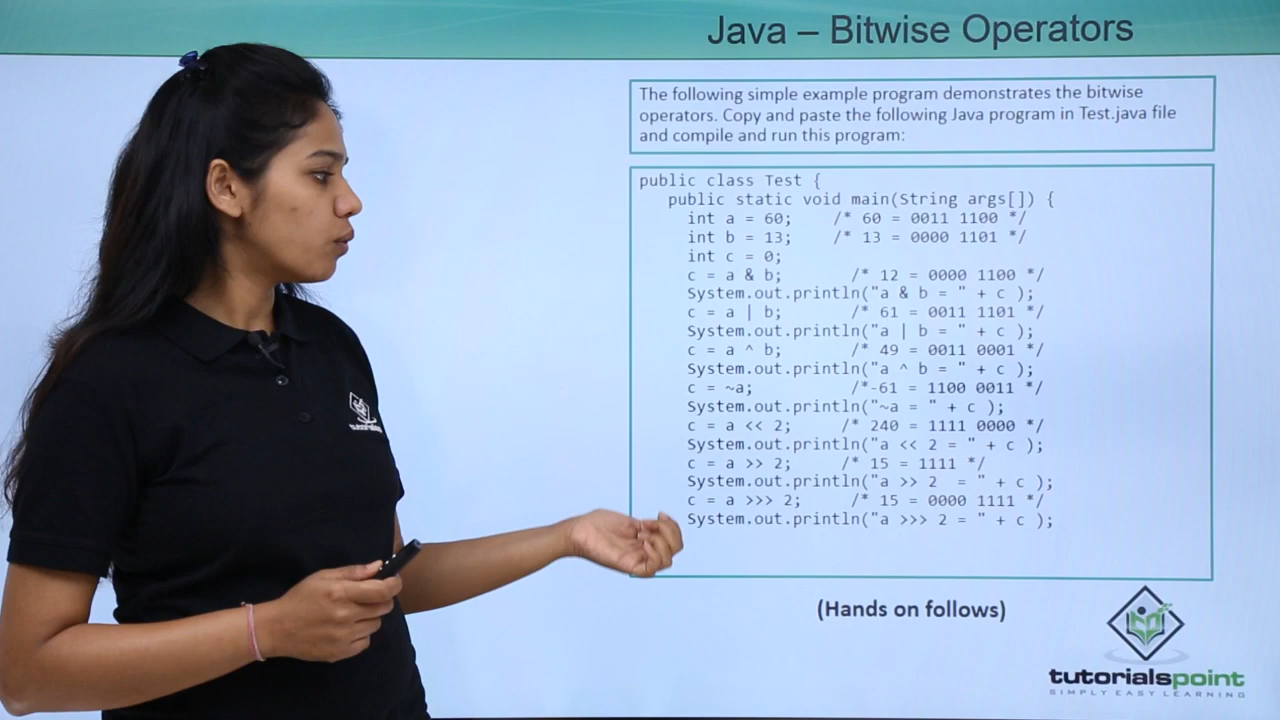 Java – Bitwise Operators
The following simple example program demonstrates the bitwise
operators. Copy and paste the following Java program in Test.java file
and compile and run this program:
public class Test {
public static void main(String args[]) {
int a = 60; /* 60 = 0011 1100 */
int b = 13; /* 13 = 0000 1101 */
int c = 0;
c = a & b; /* 12 = 0000 1100 */
System.out.println("a & b = " + c );
c = a | b; /* 61 = 0011 1101 */
System.out.println("a | b = " + c );
c = a ^ b; /* 49 = 0011 0001 */
System.out.println("a ^ b = " + c );
c = ~a; /*-61 = 1100 0011 */
System.out.println("~a = " + c );
c = a << 2; /* 240 = 1111 0000 */
System.out.println("a << 2 = " + c );
c = a >> 2; /* 15 = 1111 */
System.out.println("a >> 2 = " + c );
c = a >>> 2; /* 15 = 0000 1111 */
System.out.println("a >>> 2 = " + c );
(Hands on follows)
tutorialspoint
SIMPLY EASY LEARNING
tutorialspoint